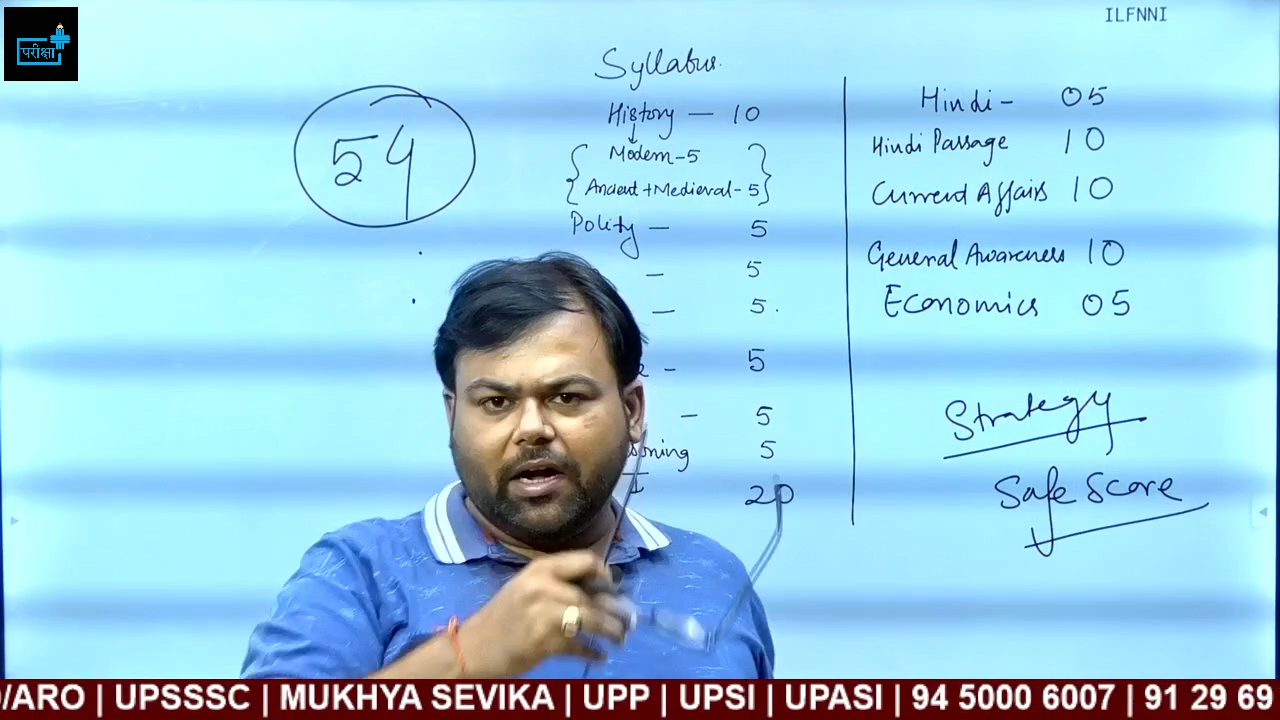 परीक्षा
ILFNNI
54
Syllabus.
History — 10
Modern-5
Ancient+Medieval-5
Polity — 5
— 5
— 5.
- 5
— 5
soning 5
20
Hindi- 05
Hindi Passage 10
Current Affairs 10
General Awareness 10
Economics 05
Strategy
Safe Score
/ARO | UPSSSC | MUKHYA SEVIKA | UPP | UPSI | UPASI | 94 5000 6007 | 91 29 69